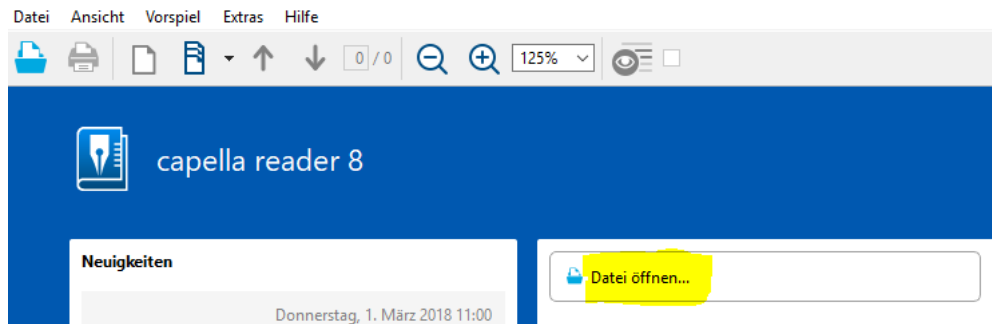 Datei Ansicht Vorspiel Extras Hilfe
0 / 0 125%
capella reader 8
Neuigkeiten
Datei öffnen...
Donnerstag, 1. März 2018 11:00